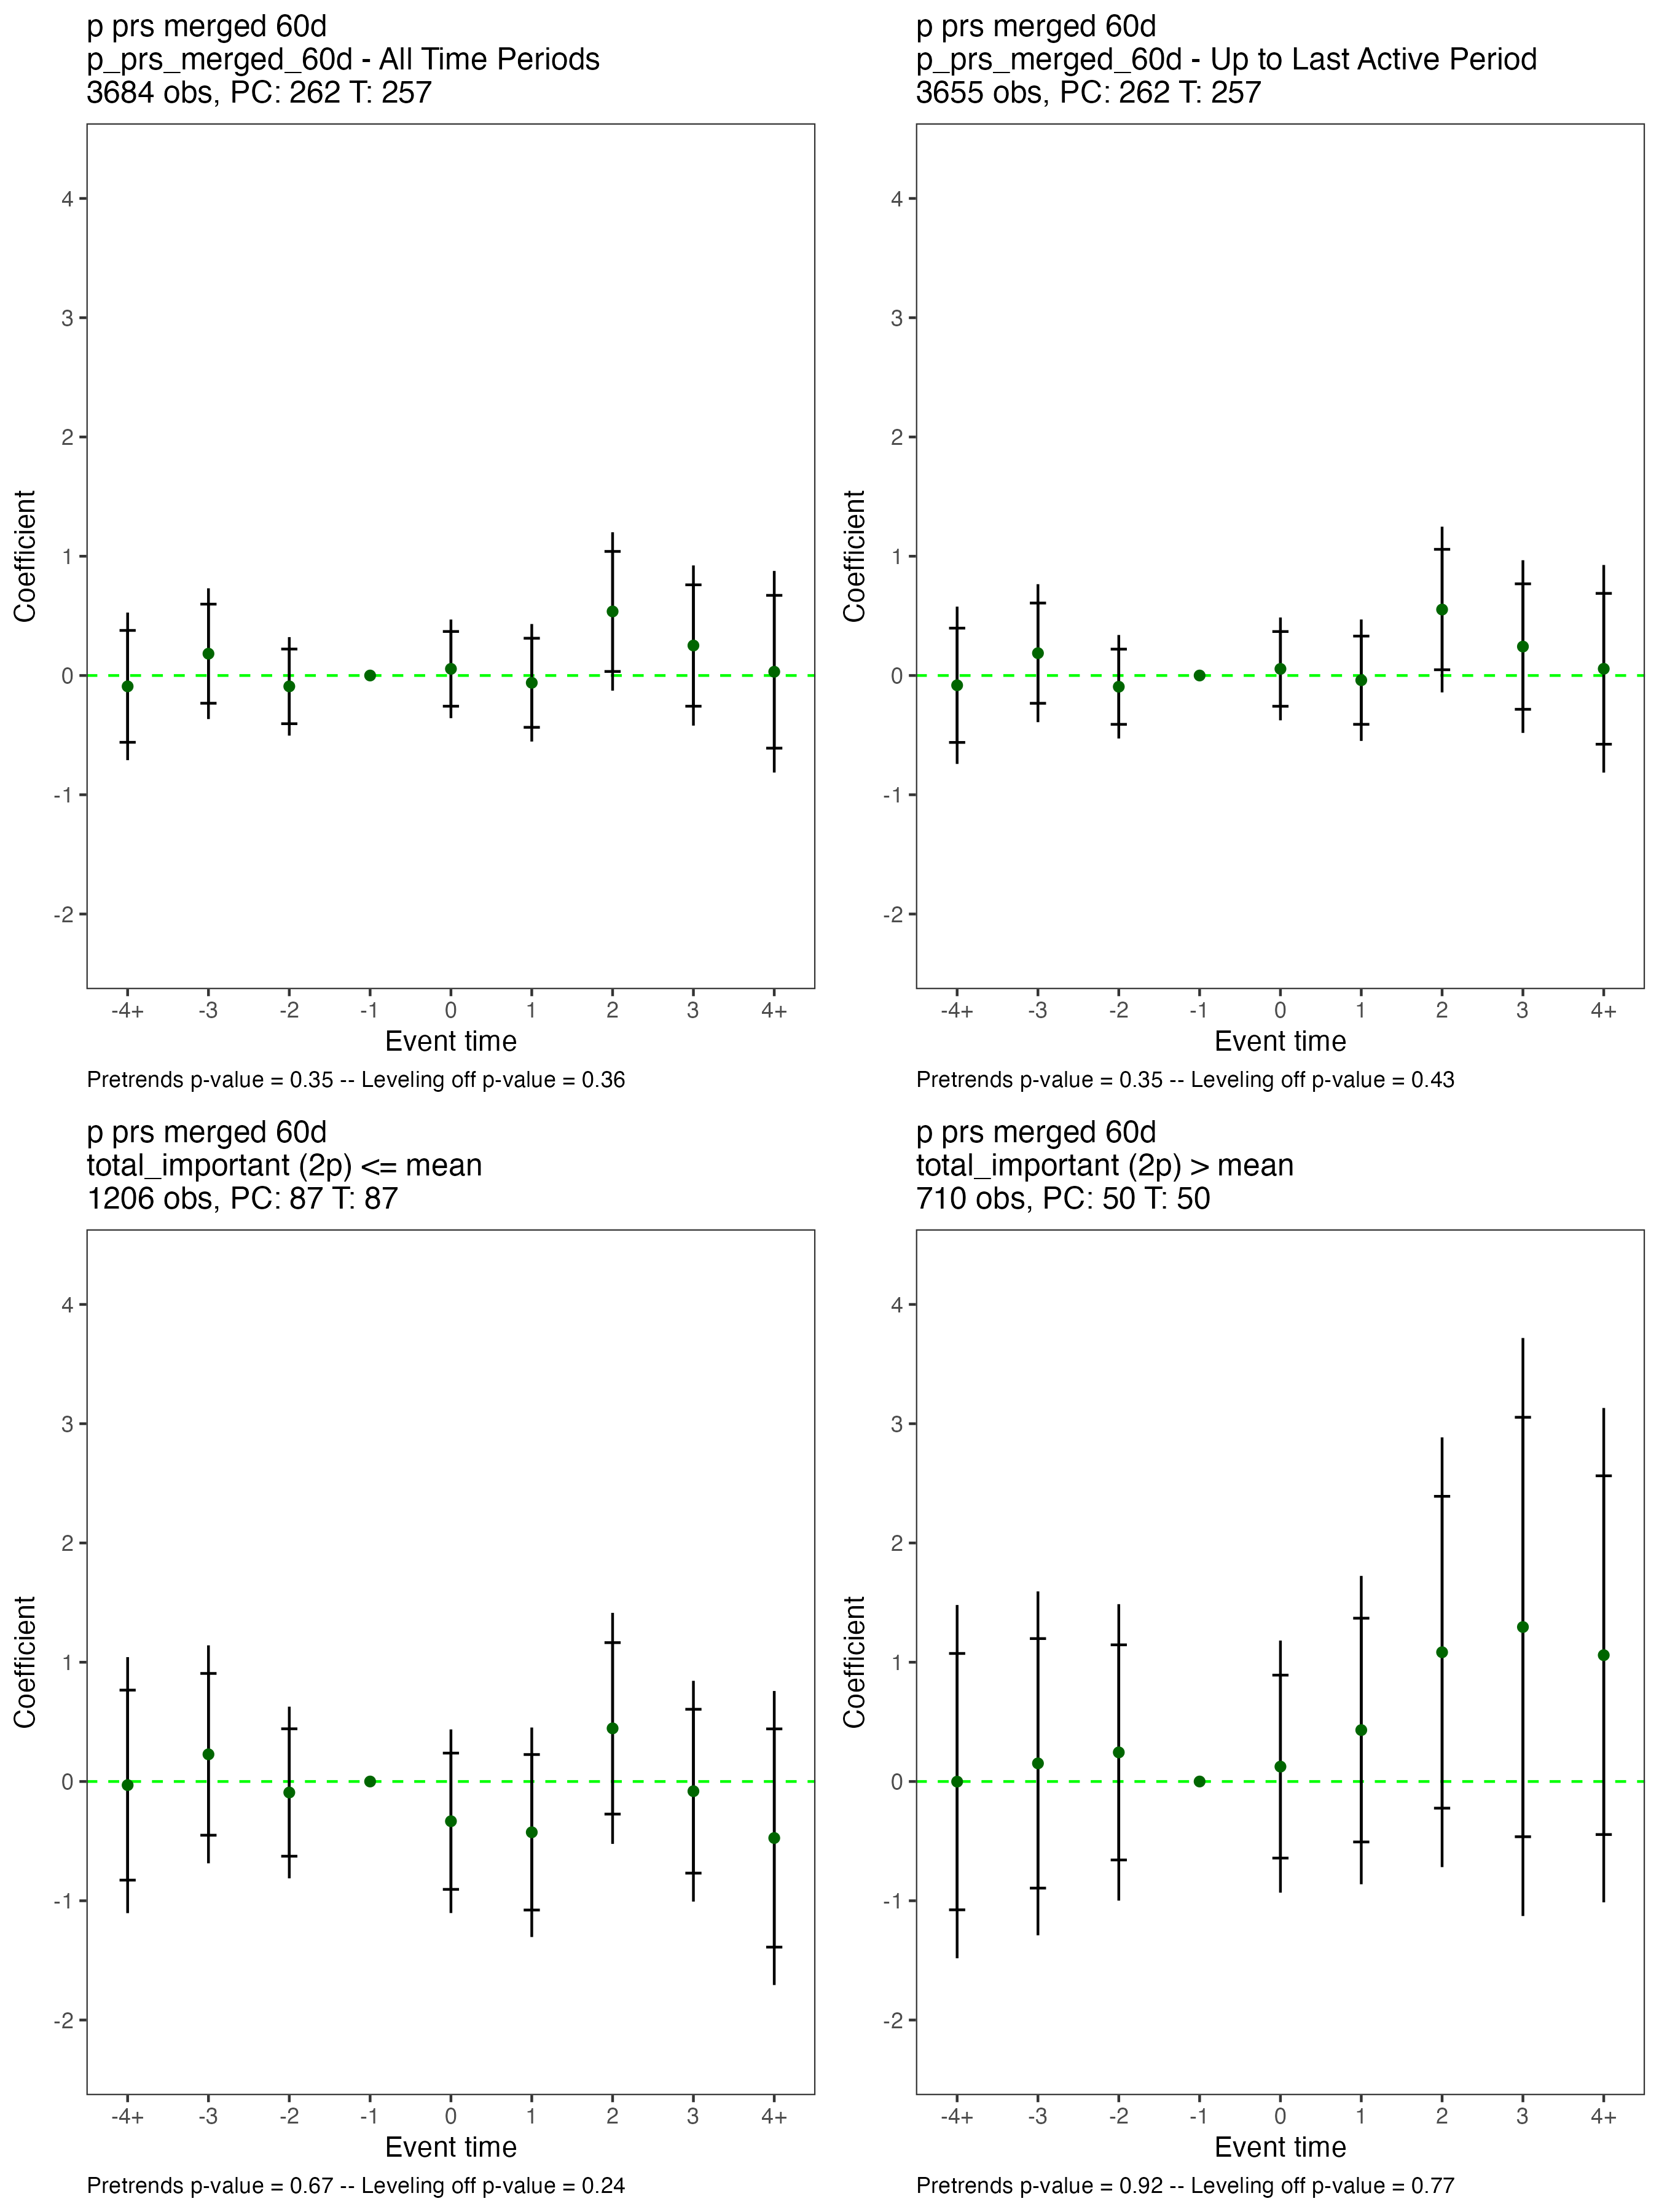 p prs merged 60d
p_prs_merged_60d - All Time Periods
3684 obs, PC: 262 T: 257
Coefficient
4
3
2
1
0
-1
-2
-4+ -3 -2 -1 0 1 2 3 4+
Event time
Pretrends p-value = 0.35 -- Leveling off p-value = 0.36
p prs merged 60d
p_prs_merged_60d - Up to Last Active Period
3655 obs, PC: 262 T: 257
Coefficient
4
3
2
1
0
-1
-2
-4+ -3 -2 -1 0 1 2 3 4+
Event time
Pretrends p-value = 0.35 -- Leveling off p-value = 0.43
p prs merged 60d
total_important (2p) <= mean
1206 obs, PC: 87 T: 87
Coefficient
4
3
2
1
0
-1
-2
-4+ -3 -2 -1 0 1 2 3 4+
Event time
Pretrends p-value = 0.67 -- Leveling off p-value = 0.24
p prs merged 60d
total_important (2p) > mean
710 obs, PC: 50 T: 50
Coefficient
4
3
2
1
0
-1
-2
-4+ -3 -2 -1 0 1 2 3 4+
Event time
Pretrends p-value = 0.92 -- Leveling off p-value = 0.77